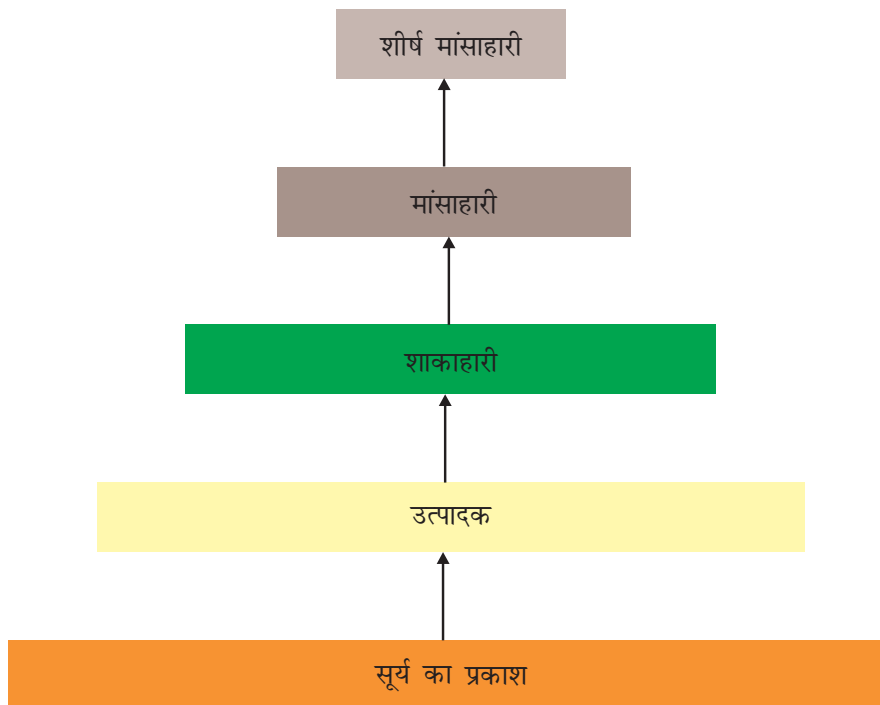 शीर्ष मांसाहारी
मांसाहारी
शाकाहारी
उत्पादक
सूर्य का प्रकाश